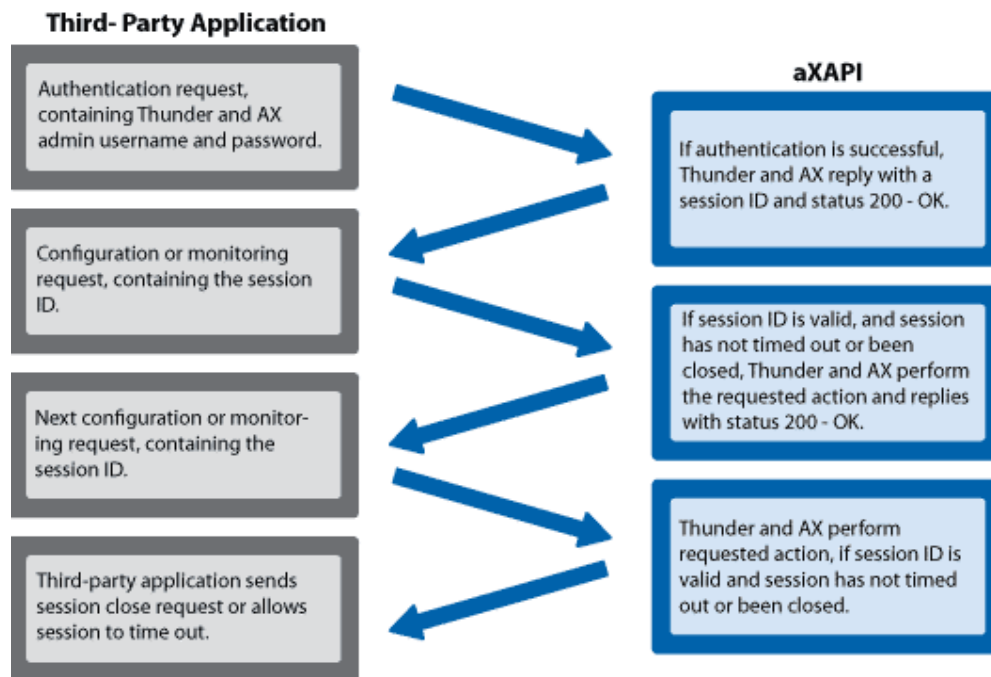 Third- Party Application
Authentication request,
containing Thunder and AX
admin username and password.
Configuration or monitoring
request, containing the session
ID.
Next configuration or monitor-
ing request, containing the
session ID.
Third-party application sends
session close request or allows
session to time out.
aXAPI
If authentication is successful,
Thunder and AX reply with a
session ID and status 200 - OK.
If session ID is valid, and session
has not timed out or been
closed, Thunder and AX perform
the requested action and replies
with status 200 - OK.
Thunder and AX perform
requested action, if session ID is
valid and session has not timed
out or been closed.